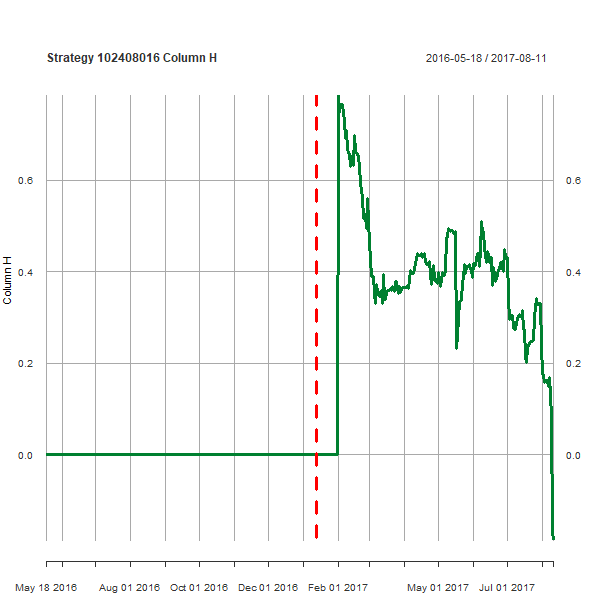 Strategy 102408016 Column H
2016-05-18 / 2017-08-11
0.6
0.6
0.4
0.4
Column H
0.2
0.2
0.0
0.0
May 18 2016
Aug 01 2016
Oct 01 2016
Dec 01 2016
Feb 01 2017
May 01 2017
Jul 01 2017